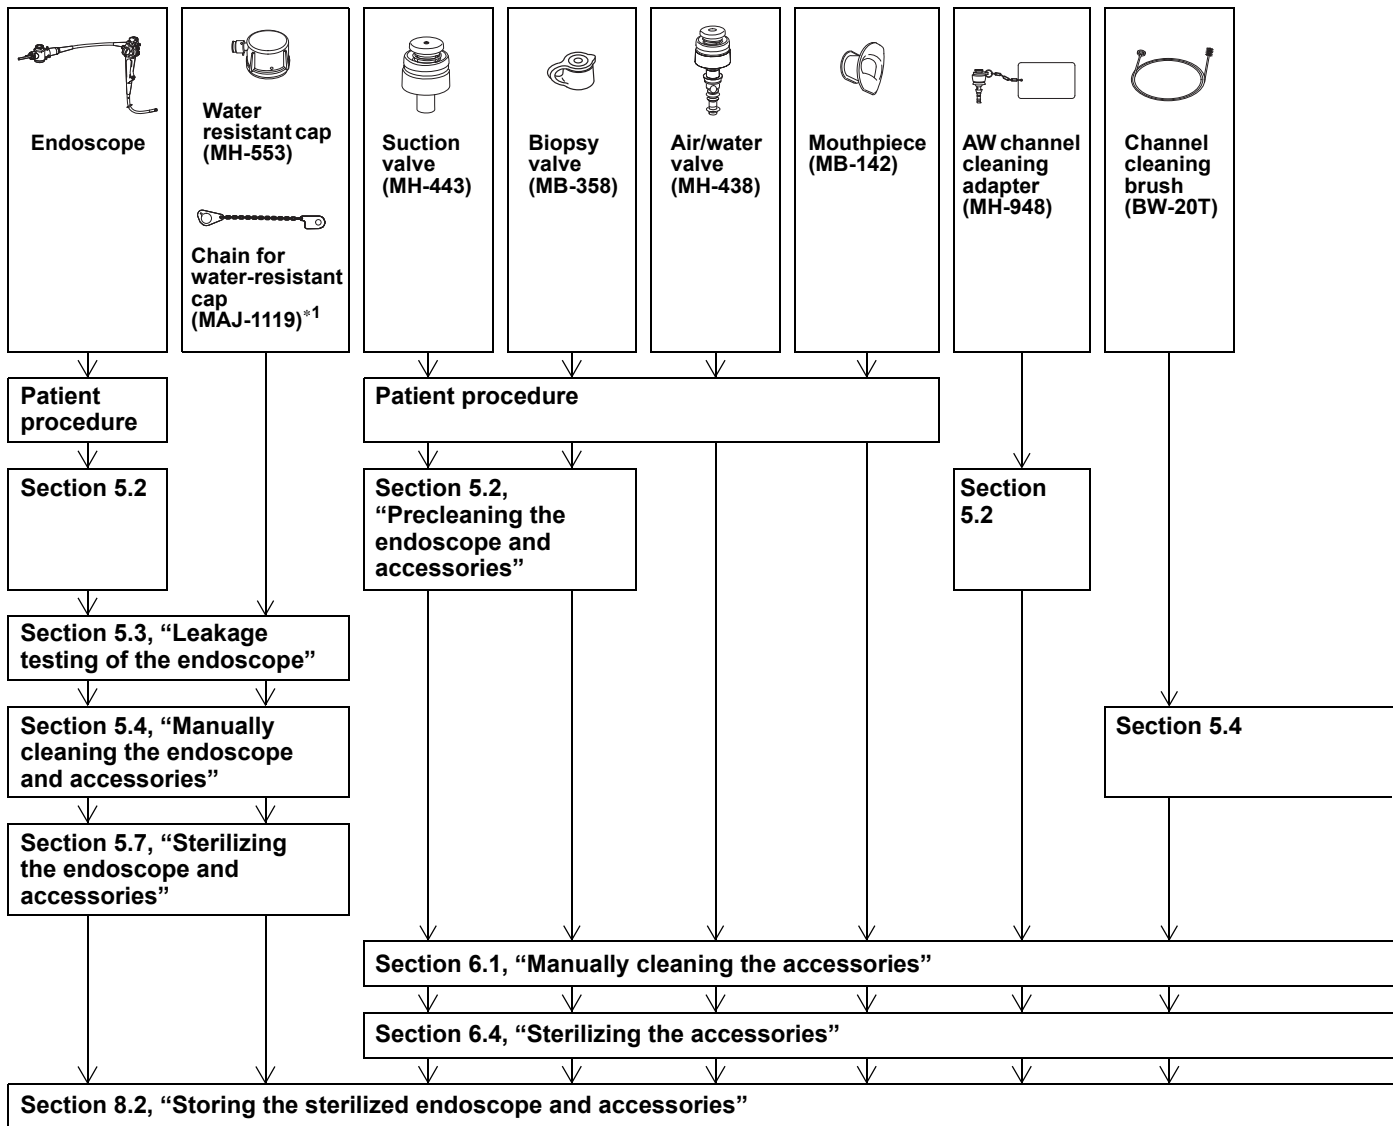 Endoscope
Water
resistant cap
(MH-553)
Chain for
water-resistant
cap
(MAJ-1119)*1
Suction
valve
(MH-443)
Biopsy
valve
(MB-358)
Air/water
valve
(MH-438)
Mouthpiece
(MB-142)
AW channel
cleaning
adapter
(MH-948)
Channel
cleaning
brush
(BW-20T)
Patient
procedure
Patient procedure
Section 5.2
Section 5.2,
“Precleaning the
endoscope and
accessories”
Section
5.2
Section 5.3, “Leakage
testing of the endoscope”
Section 5.4, “Manually
cleaning the endoscope
and accessories”
Section 5.4
Section 5.7, “Sterilizing
the endoscope and
accessories”
Section 6.1, “Manually cleaning the accessories”
Section 6.4, “Sterilizing the accessories”
Section 8.2, “Storing the sterilized endoscope and accessories”